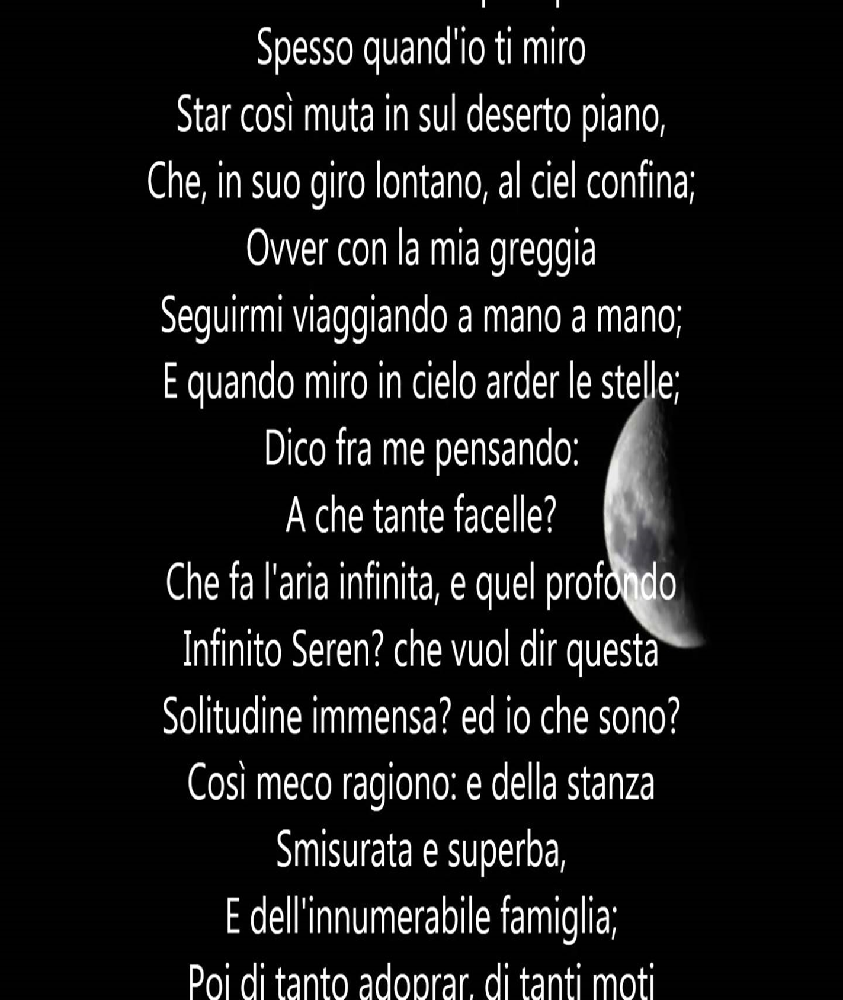 Spesso quand'io ti miro
Star così muta in sul deserto piano,
Che, in suo giro lontano, al ciel confina;
Ovver con la mia greggia
Seguirmi viaggiando a mano a mano;
E quando miro in cielo arder le stelle;
Dico fra me pensando:
A che tante facelle?
Che fa l'aria infinita, e quel profondo
Infinito Seren? che vuol dir questa
Solitudine immensa? ed io che sono?
Così meco ragiono: e della stanza
Smisurata e superba,
E dell'innumerabile famiglia;
Poi di tanto adoprar, di tanti moti